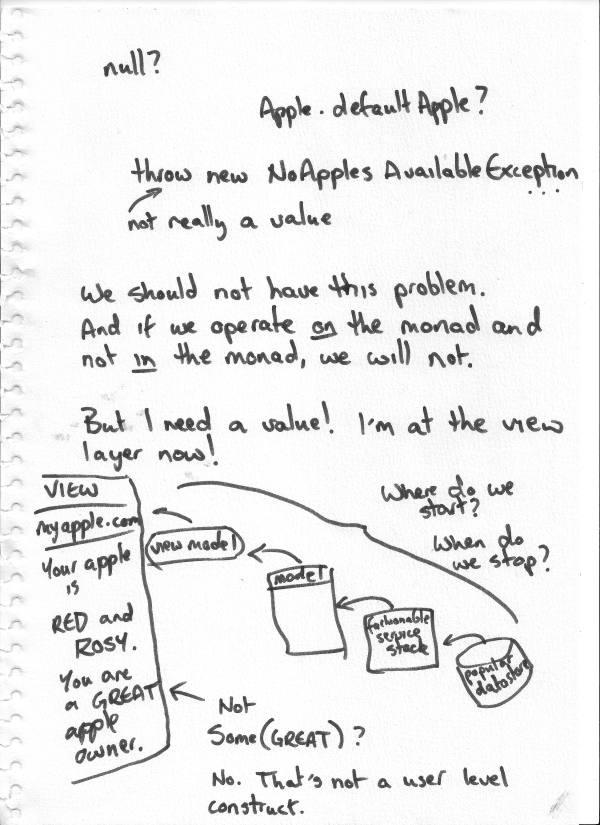 null?
Apple.defaultApple?
throw new NoApplesAvailableException
...
not really a value
We should not have this problem.
And if we operate on the monad and
not in the monad, we will not.
But I need a value! I'm at the view
layer now!
VIEW
myapple.com
Your apple
is
RED and
ROSY.
You are
a GREAT
apple
owner.
view model
model
fashionable
service
stack
popular
datastore
Where do we
start?
When do
we stop?
Not
Some(GREAT)?
No. That's not a user level
construct.